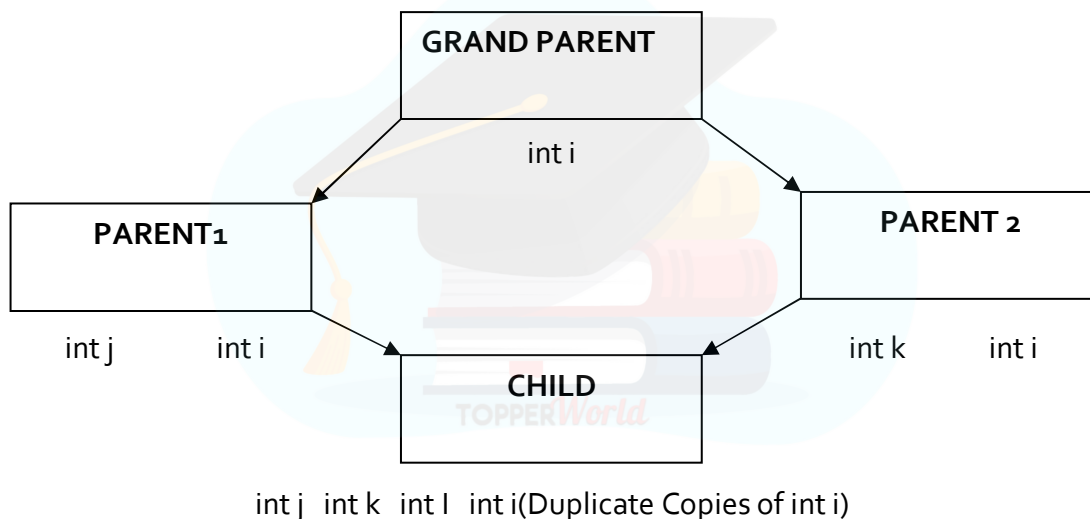 GRAND PARENT
int i
PARENT1
PARENT 2
int j int i
int k int i
CHILD
TOPPERWorld
int j int k int I int i(Duplicate Copies of int i)